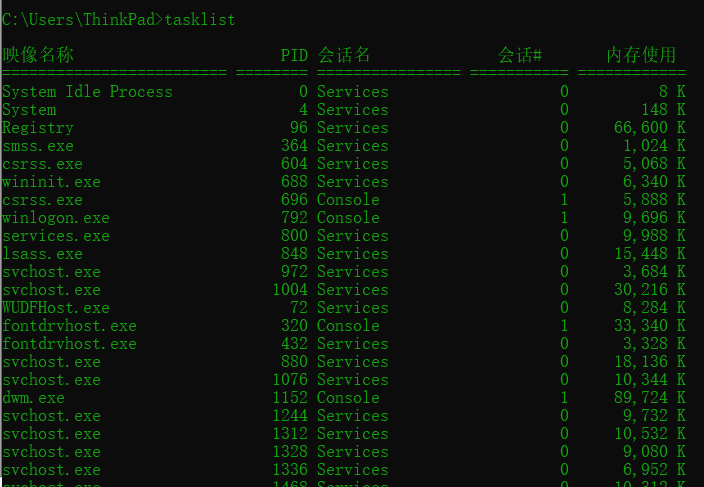 C:\Users\ThinkPad>tasklist
映像名称                       PID 会话名              会话#       内存使用
========================= ======== ================ =========== ============
System Idle Process              0 Services                   0          8 K
System                           4 Services                   0        148 K
Registry                        96 Services                   0     66,600 K
smss.exe                       364 Services                   0      1,024 K
csrss.exe                      604 Services                   0      5,068 K
wininit.exe                    688 Services                   0      6,340 K
csrss.exe                      696 Console                    1      5,888 K
winlogon.exe                   792 Console                    1      9,696 K
services.exe                   800 Services                   0      9,988 K
lsass.exe                      848 Services                   0     15,448 K
svchost.exe                    972 Services                   0      3,684 K
svchost.exe                   1004 Services                   0     30,216 K
WUDFHost.exe                    72 Services                   0      8,284 K
fontdrvhost.exe                320 Console                    1     33,340 K
fontdrvhost.exe                432 Services                   0      3,328 K
svchost.exe                    880 Services                   0     18,136 K
svchost.exe                   1076 Services                   0     10,344 K
dwm.exe                       1152 Console                    1     89,724 K
svchost.exe                   1244 Services                   0      9,732 K
svchost.exe                   1312 Services                   0     10,532 K
svchost.exe                   1328 Services                   0      9,080 K
svchost.exe                   1336 Services                   0      6,952 K
svchost.exe                   1468 Services                   0     10,312 K